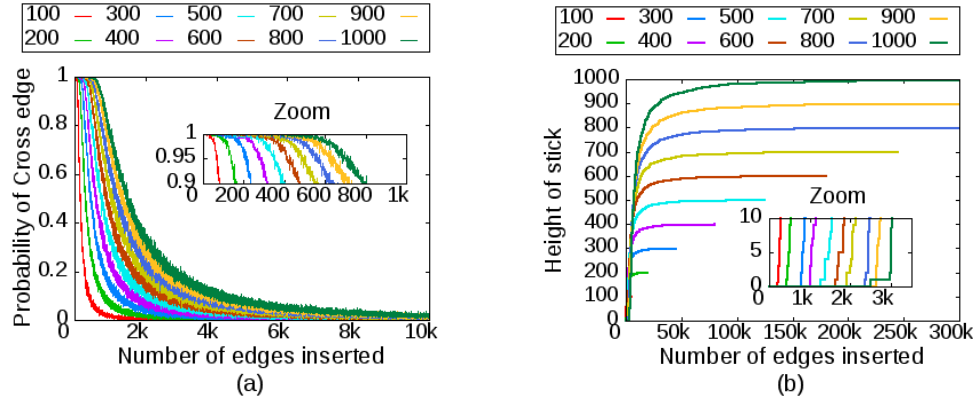 100 300 500 700 900
200 400 600 800 1000
Probability of Cross edge
1
0.8
0.6
0.4
0.2
0
Zoom
1
0.95
0.9
0 200 400 600 800 1k
0 2k 4k 6k 8k 10k
Number of edges inserted
(a)
100 300 500 700 900
200 400 600 800 1000
Height of stick
1000
900
800
700
600
500
400
300
200
100
0
Zoom
10
5
0
0 1k 2k 3k
0 50k 100k 150k 200k 250k 300k
Number of edges inserted
(b)